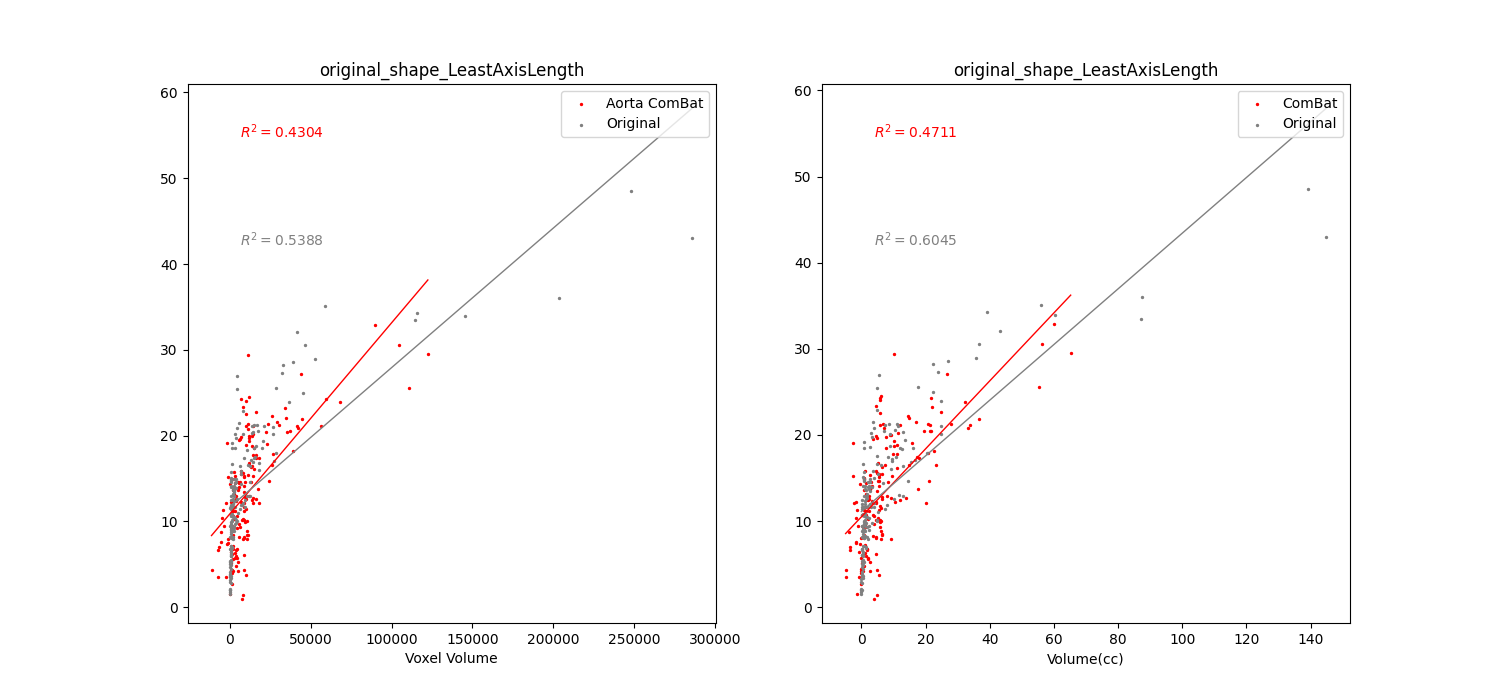 original_shape_LeastAxisLength
Aorta ComBat
Original
R² = 0.4304
R² = 0.5388
60
50
40
30
20
10
0
0 50000 100000 150000 200000 250000 300000
Voxel Volume
original_shape_LeastAxisLength
ComBat
Original
R² = 0.4711
R² = 0.6045
60
50
40
30
20
10
0
0 20 40 60 80 100 120 140
Volume(cc)